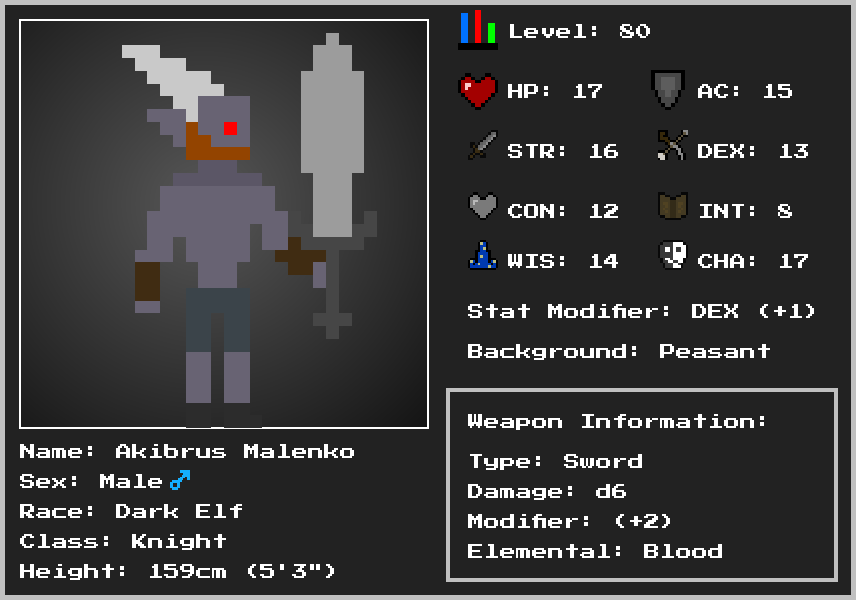 Level: 80
HP: 17
AC: 15
STR: 16
DEX: 13
CON: 12
INT: 8
WIS: 14
CHA: 17
Stat Modifier: DEX (+1)
Background: Peasant
Weapon Information:
Type: Sword
Damage: d6
Modifier: (+2)
Elemental: Blood
Name: Akibrus Malenko
Sex: Male ♂
Race: Dark Elf
Class: Knight
Height: 159cm (5'3")